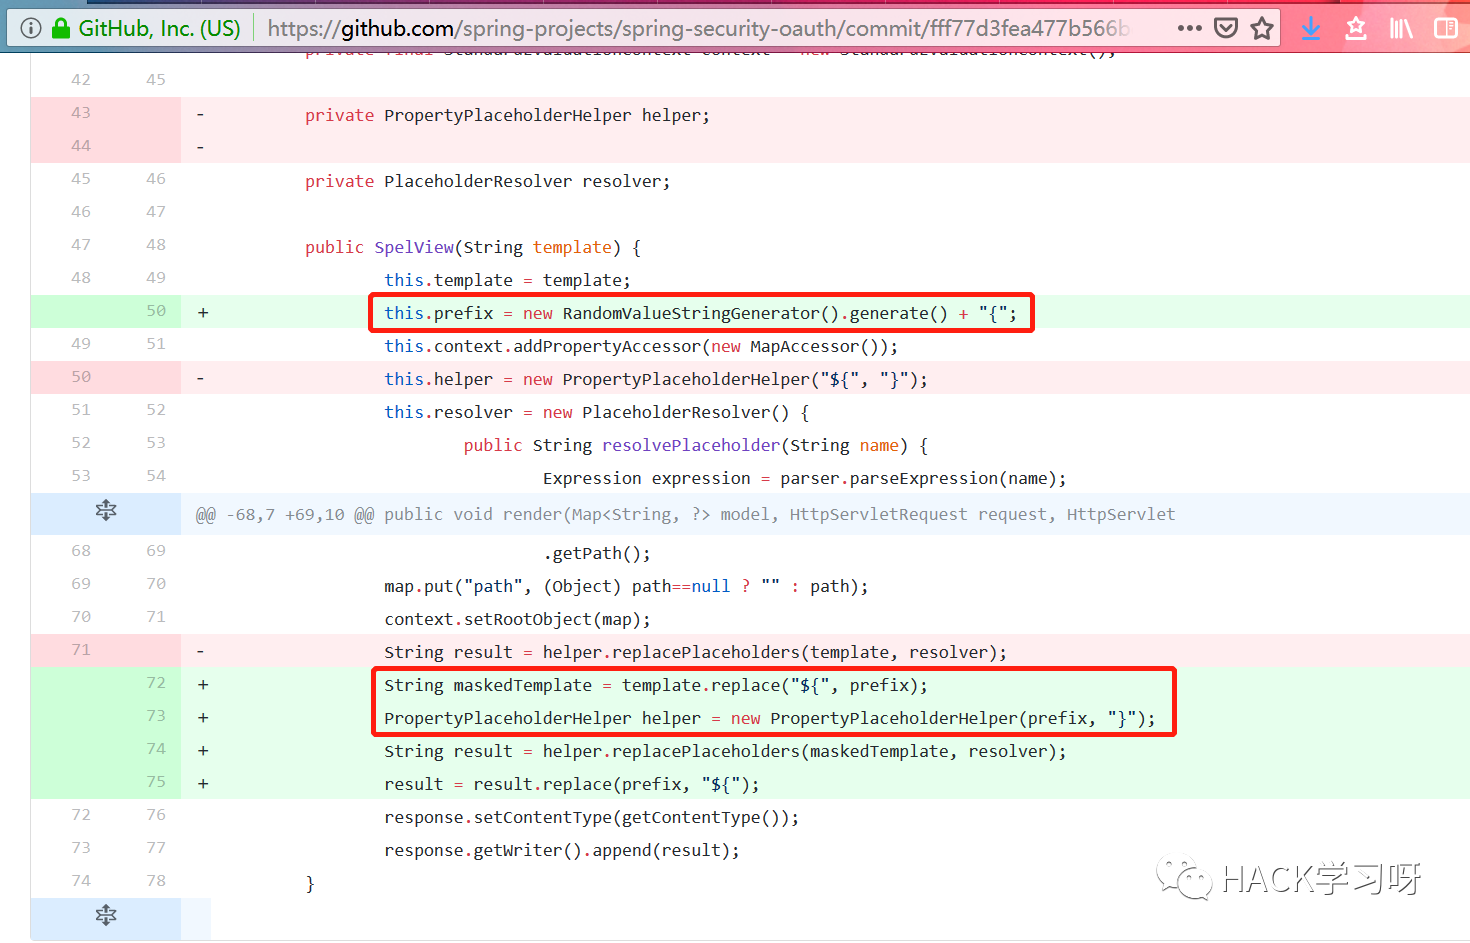 GitHub, Inc. (US) https://github.com/spring-projects/spring-security-oauth/commit/fff77d3fea477b566b
private final StandardEvaluationContext context = new StandardEvaluationContext();
42 45
43 - private PropertyPlaceholderHelper helper;
44 -
45 46 private PlaceholderResolver resolver;
46 47
47 48 public SpelView(String template) {
48 49 this.template = template;
50 + this.prefix = new RandomValueStringGenerator().generate() + "{";
49 51 this.context.addPropertyAccessor(new MapAccessor());
50 - this.helper = new PropertyPlaceholderHelper("${", "}");
51 52 this.resolver = new PlaceholderResolver() {
52 53 public String resolvePlaceholder(String name) {
53 54 Expression expression = parser.parseExpression(name);
@@ -68,7 +69,10 @@ public void render(Map<String, ?> model, HttpServletRequest request, HttpServlet
68 69 .getPath();
69 70 map.put("path", (Object) path==null ? "" : path);
70 71 context.setRootObject(map);
71 - String result = helper.replacePlaceholders(template, resolver);
72 + String maskedTemplate = template.replace("${", prefix);
73 + PropertyPlaceholderHelper helper = new PropertyPlaceholderHelper(prefix, "}");
74 + String result = helper.replacePlaceholders(maskedTemplate, resolver);
75 + result = result.replace(prefix, "${");
72 76 response.setContentType(getContentType());
73 77 response.getWriter().append(result);
74 78 }
HACK学习呀